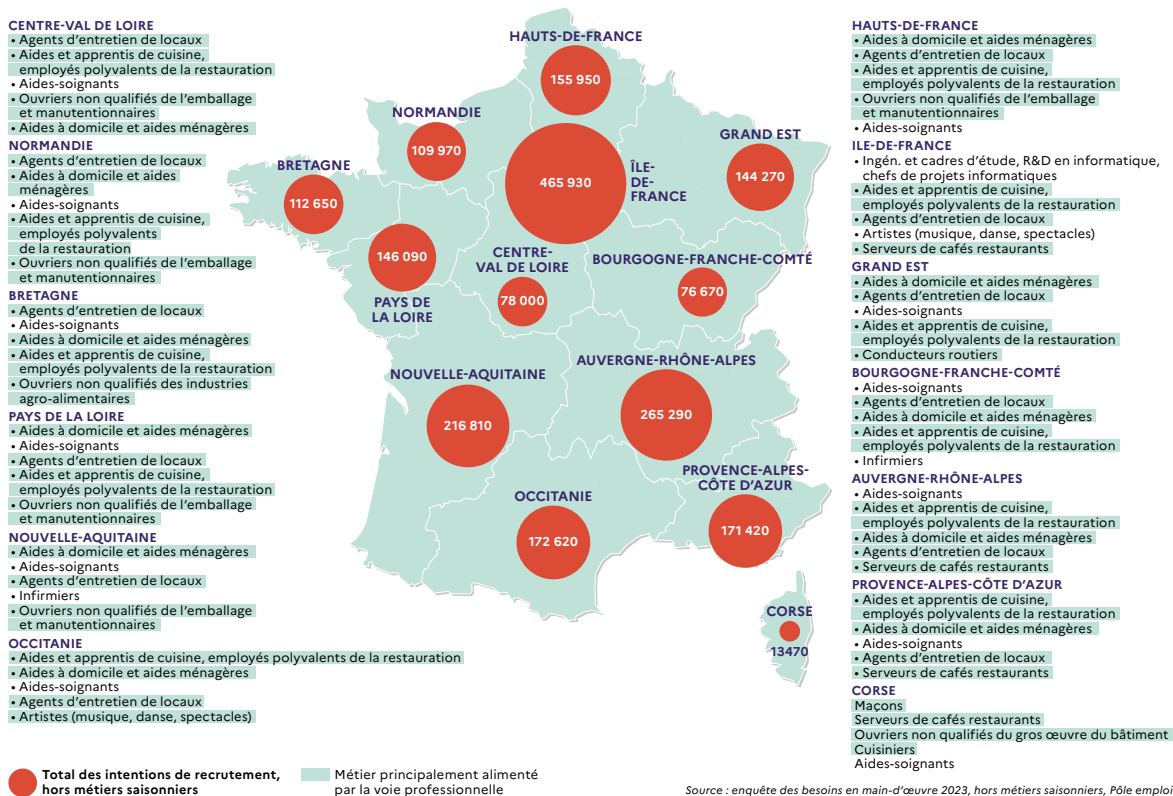 CENTRE-VAL DE LOIRE
• Agents d'entretien de locaux
• Aides et apprentis de cuisine,
employés polyvalents de la restauration
• Aides-soignants
• Ouvriers non qualifiés de l'emballage
et manutentionnaires
• Aides à domicile et aides ménagères
NORMANDIE
• Agents d'entretien de locaux
• Aides à domicile et aides
ménagères
• Aides-soignants
• Aides et apprentis de cuisine,
employés polyvalents
de la restauration
• Ouvriers non qualifiés de l'emballage
et manutentionnaires
BRETAGNE
• Agents d'entretien de locaux
• Aides-soignants
• Aides à domicile et aides ménagères
• Aides et apprentis de cuisine,
employés polyvalents de la restauration
• Ouvriers non qualifiés des industries
agro-alimentaires
PAYS DE LA LOIRE
• Aides à domicile et aides ménagères
• Aides-soignants
• Agents d'entretien de locaux
• Aides et apprentis de cuisine,
employés polyvalents de la restauration
• Ouvriers non qualifiés de l'emballage
et manutentionnaires
NOUVELLE-AQUITAINE
• Aides à domicile et aides ménagères
• Aides-soignants
• Agents d'entretien de locaux
• Infirmiers
• Ouvriers non qualifiés de l'emballage
et manutentionnaires
OCCITANIE
• Aides et apprentis de cuisine, employés polyvalents de la restauration
• Aides à domicile et aides ménagères
• Aides-soignants
• Agents d'entretien de locaux
• Artistes (musique, danse, spectacles)
HAUTS-DE-FRANCE
155 950
NORMANDIE
109 970
GRAND EST
144 270
BRETAGNE
112 650
465 930
ÎLE-
DE-
FRANCE
146 090
PAYS DE
LA LOIRE
CENTRE-
VAL DE LOIRE
78 000
BOURGOGNE-FRANCHE-COMTÉ
76 670
NOUVELLE-AQUITAINE
216 810
AUVERGNE-RHÔNE-ALPES
265 290
OCCITANIE
172 620
PROVENCE-ALPES-
CÔTE D'AZUR
171 420
CORSE
13470
HAUTS-DE-FRANCE
• Aides à domicile et aides ménagères
• Agents d'entretien de locaux
• Aides et apprentis de cuisine,
employés polyvalents de la restauration
• Ouvriers non qualifiés de l'emballage
et manutentionnaires
• Aides-soignants
ILE-DE-FRANCE
• Ingén. et cadres d'étude, R&D en informatique,
chefs de projets informatiques
• Aides et apprentis de cuisine,
employés polyvalents de la restauration
• Agents d'entretien de locaux
• Artistes (musique, danse, spectacles)
• Serveurs de cafés restaurants
GRAND EST
• Aides à domicile et aides ménagères
• Agents d'entretien de locaux
• Aides-soignants
• Aides et apprentis de cuisine,
employés polyvalents de la restauration
• Conducteurs routiers
BOURGOGNE-FRANCHE-COMTÉ
• Aides-soignants
• Agents d'entretien de locaux
• Aides à domicile et aides ménagères
• Aides et apprentis de cuisine,
employés polyvalents de la restauration
• Infirmiers
AUVERGNE-RHÔNE-ALPES
• Aides-soignants
• Aides et apprentis de cuisine,
employés polyvalents de la restauration
• Aides à domicile et aides ménagères
• Agents d'entretien de locaux
• Serveurs de cafés restaurants
PROVENCE-ALPES-CÔTE D'AZUR
• Aides et apprentis de cuisine,
employés polyvalents de la restauration
• Aides à domicile et aides ménagères
• Aides-soignants
• Agents d'entretien de locaux
• Serveurs de cafés restaurants
CORSE
Maçons
Serveurs de cafés restaurants
Ouvriers non qualifiés du gros œuvre du bâtiment
Cuisiniers
Aides-soignants
Total des intentions de recrutement,
hors métiers saisonniers
Métier principalement alimenté
par la voie professionnelle
Source : enquête des besoins en main-d'œuvre 2023, hors métiers saisonniers, Pôle emploi